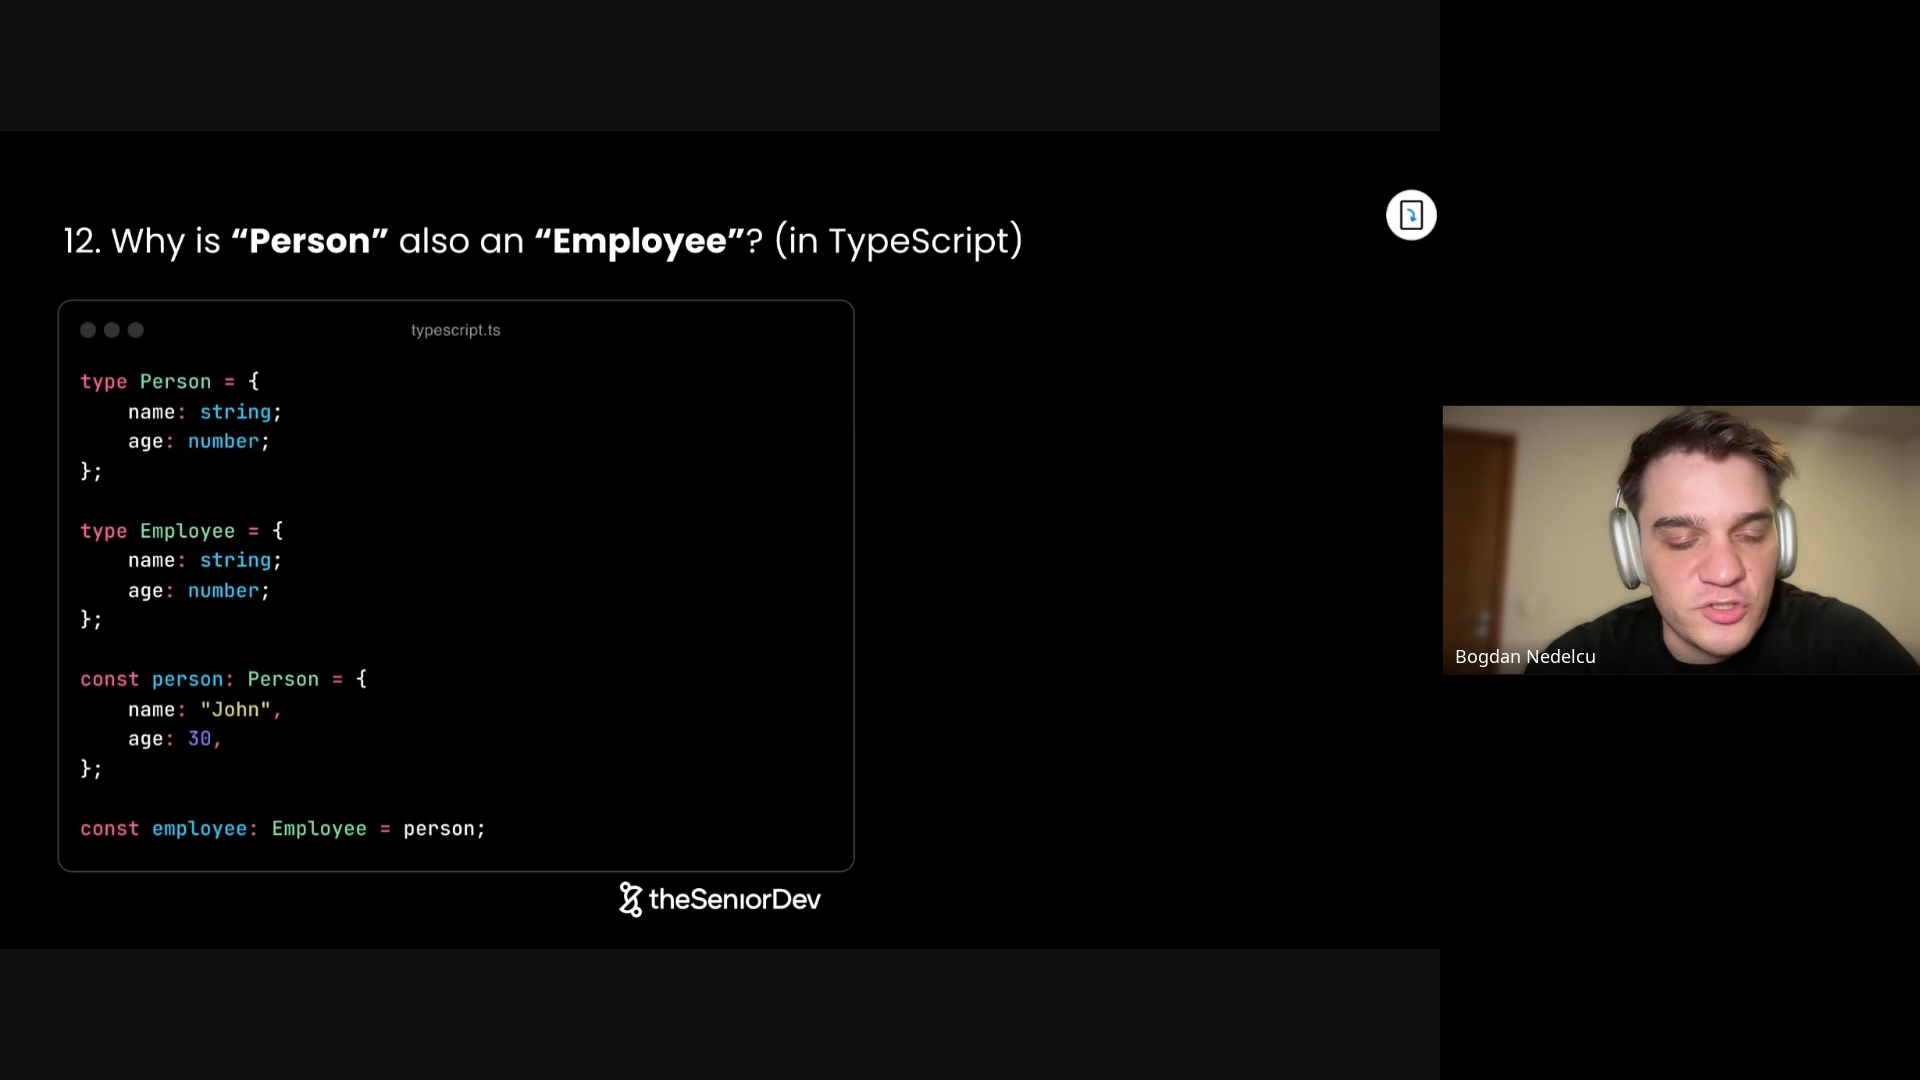 12. Why is “Person” also an “Employee”? (in TypeScript)
typescript.ts
type Person = {
    name: string;
    age: number;
};
type Employee = {
    name: string;
    age: number;
};
const person: Person = {
    name: "John",
    age: 30,
};
const employee: Employee = person;
theSeniorDev
Bogdan Nedelcu